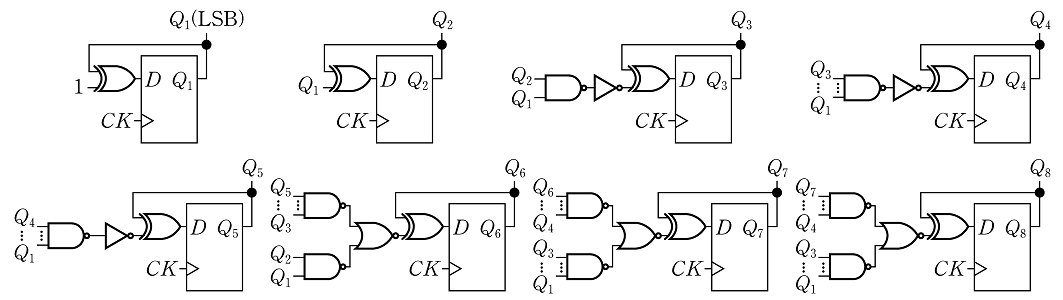 Q₁(LSB)
1 D Q₁
CK
Q₂
Q₁ D Q₂
CK
Q₃
Q₂
Q₁ D Q₃
CK
Q₄
Q₃
Q₁ D Q₄
CK
Q₅
Q₄
Q₁ D Q₅
CK
Q₆
Q₅
Q₃
D Q₆
Q₂
Q₁
CK
Q₇
Q₆
Q₄
D Q₇
Q₃
Q₁
CK
Q₈
Q₇
Q₄
D Q₈
Q₃
Q₁
CK